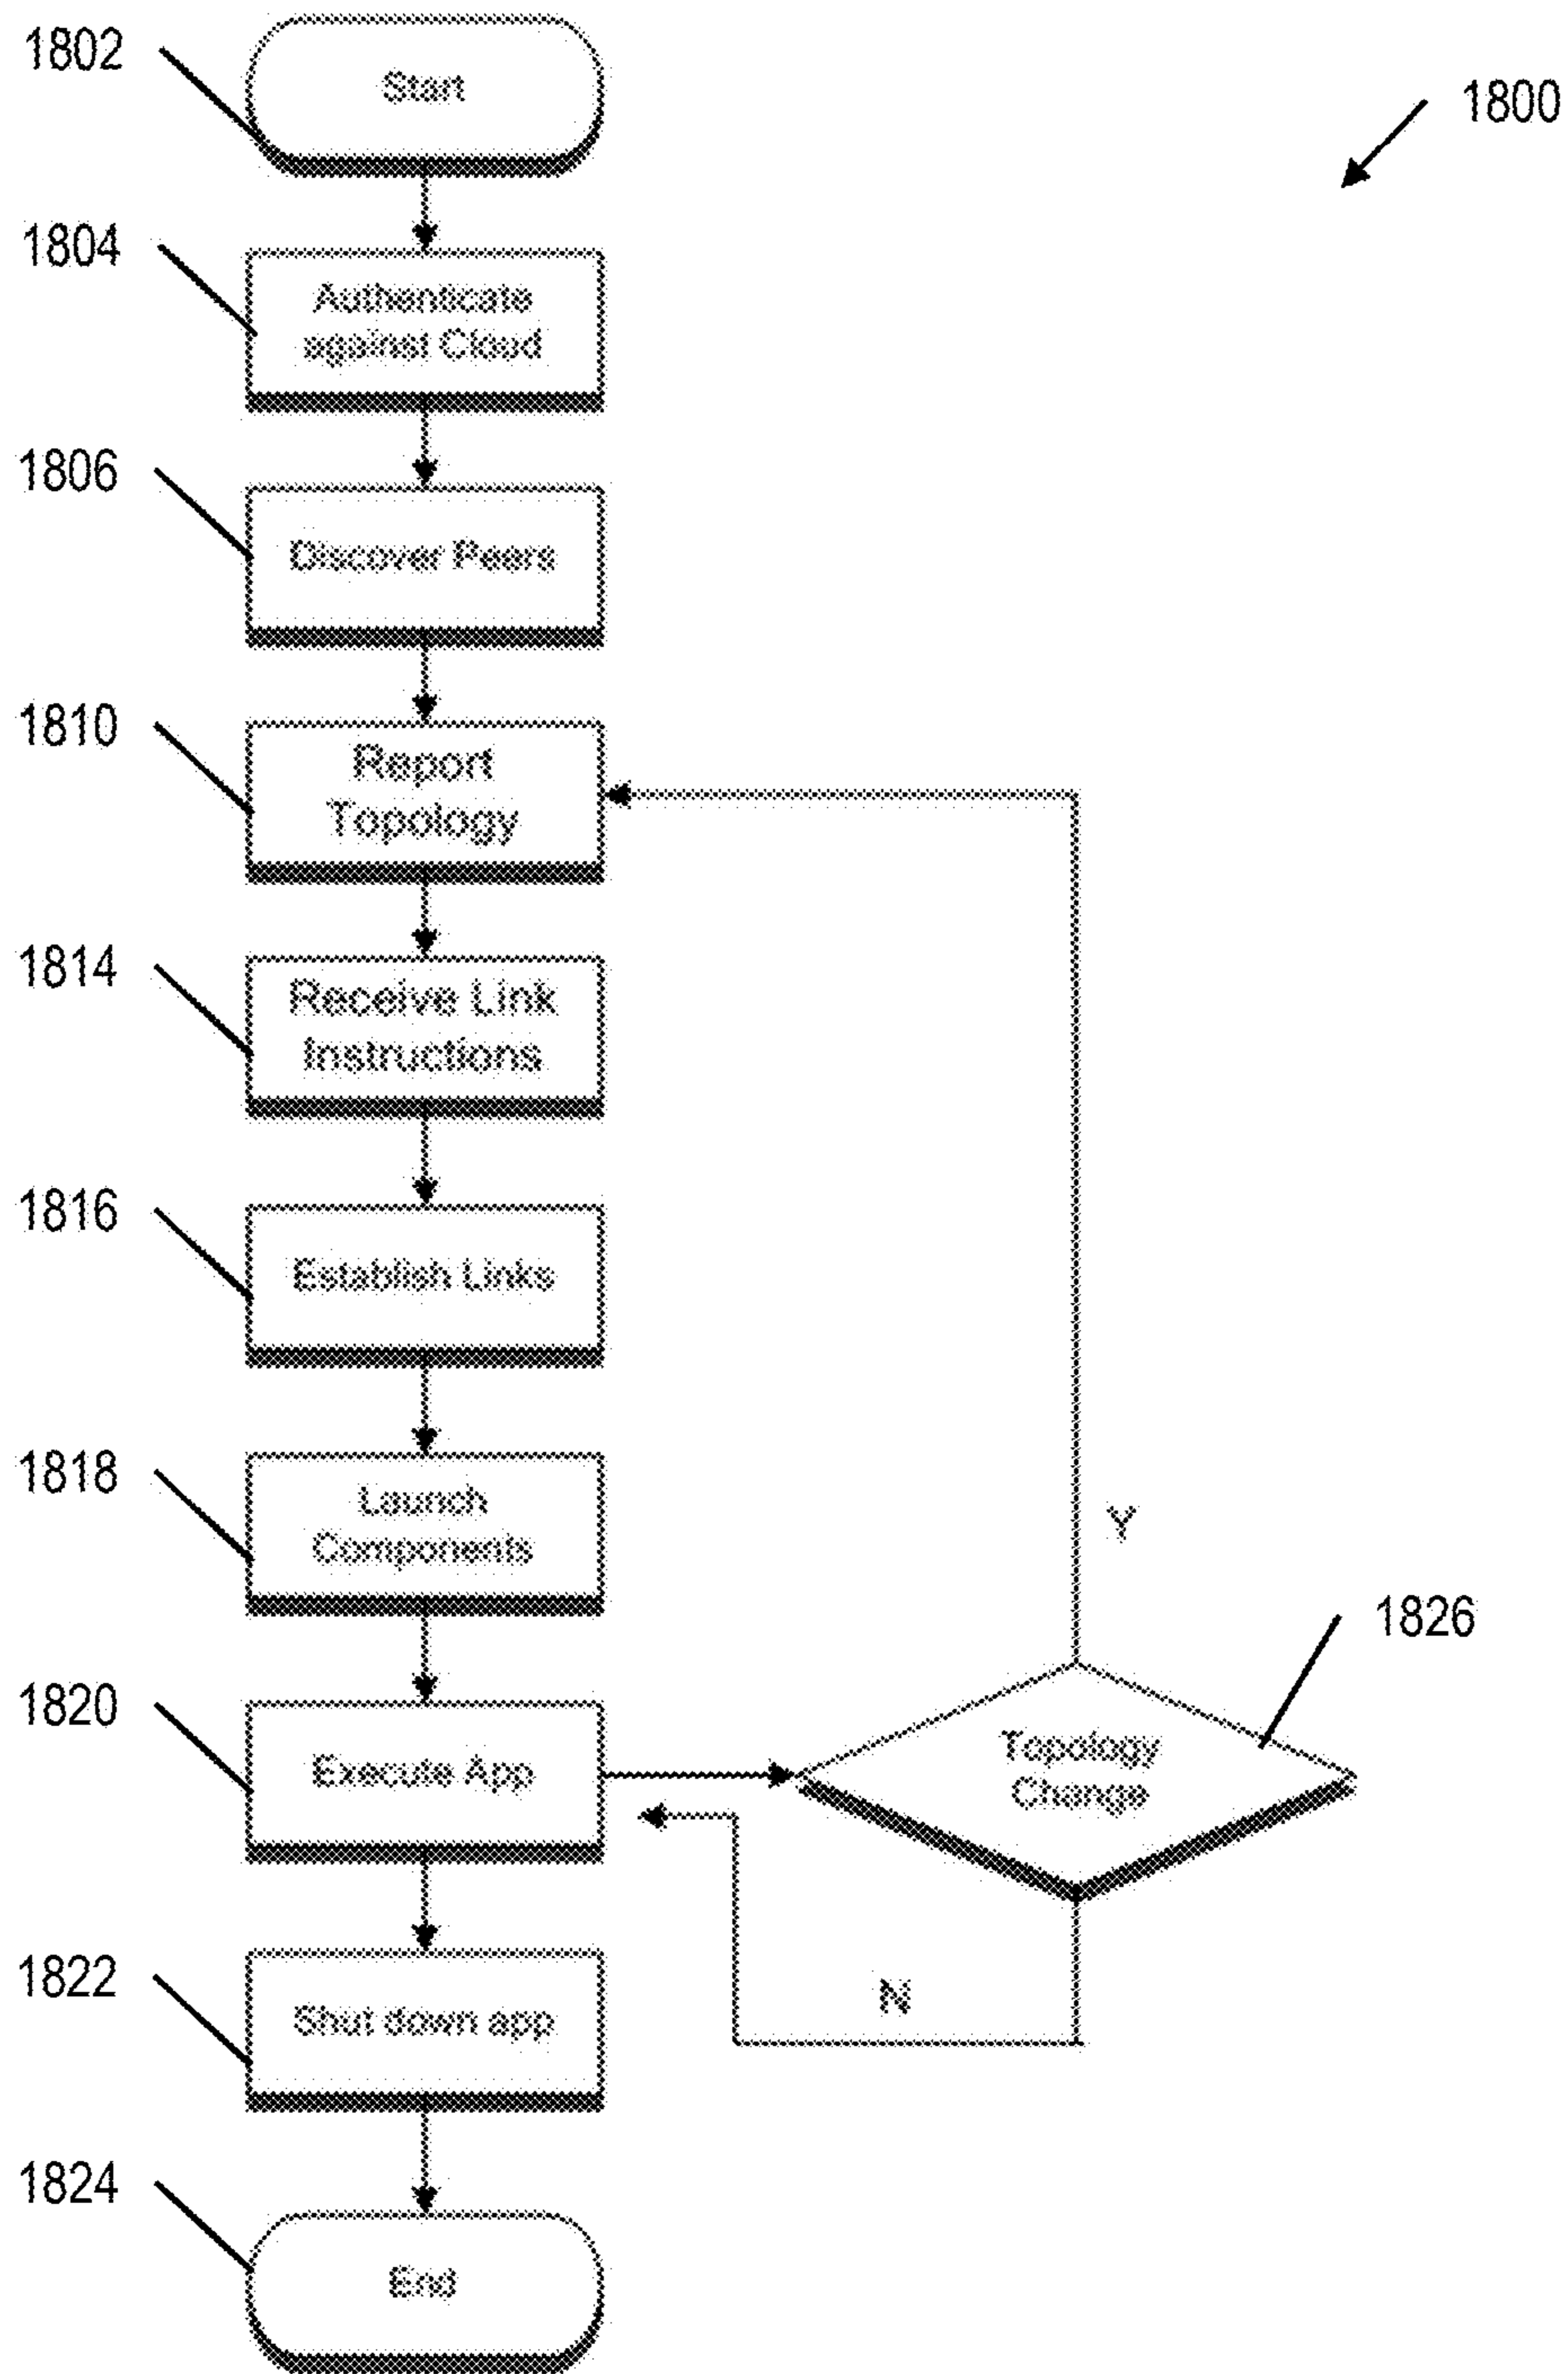 1802
Start
1800
1804
Authenticate
against Cloud
1806
Discover Peers
1810
Report
Topology
1814
Receive Link
Instructions
1816
Establish Links
1818
Launch
Components
Y
1826
1820
Execute App
Topology
Change
1822
Shut down app
N
1824
End